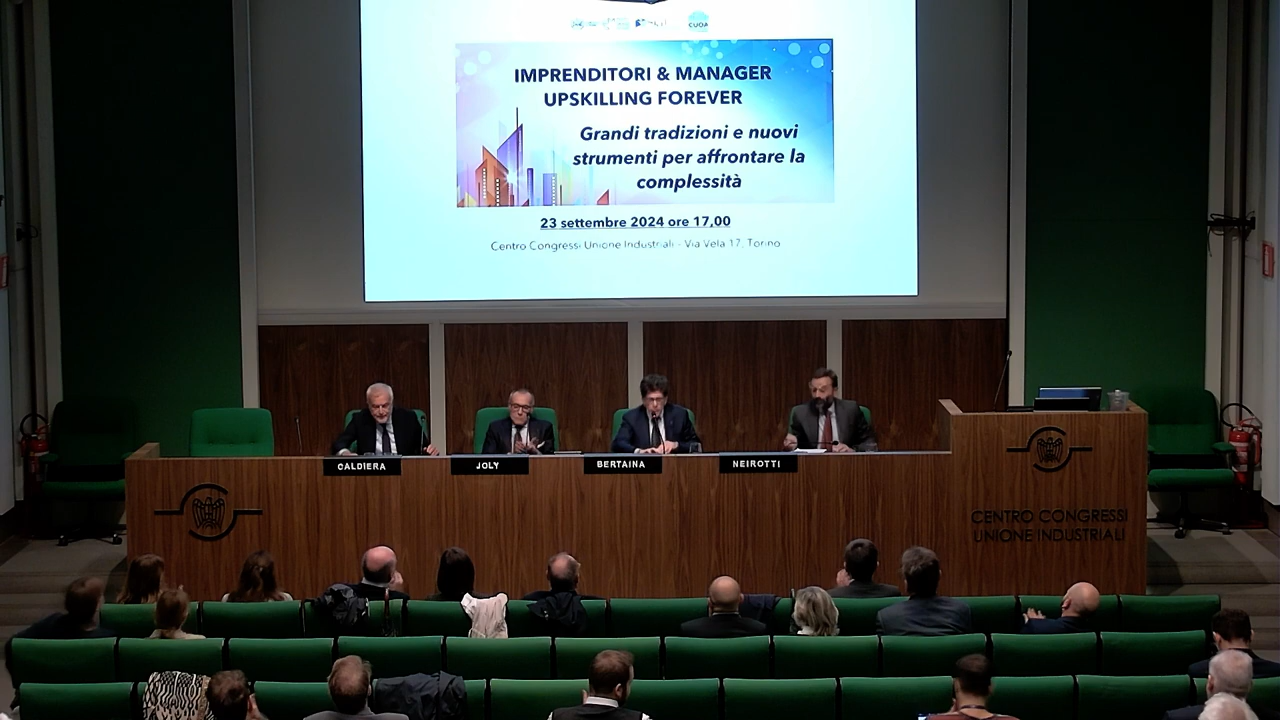 CUOA
IMPRENDITORI & MANAGER
UPSKILLING FOREVER
Grandi tradizioni e nuovi
strumenti per affrontare la
complessità
23 settembre 2024 ore 17,00
Centro Congressi Unione Industriali - Via Vela 17, Torino
CALDIERA
JOLY
BERTAINA
NEIROTTI
CENTRO CONGRESSI
UNIONE INDUSTRIALI